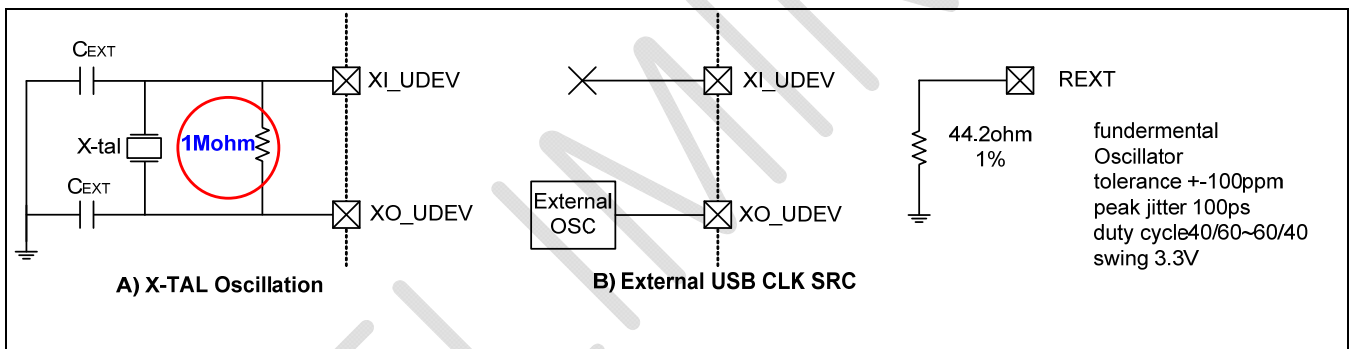 CEXT
XI_UDEV
X-tal
1Mohm
CEXT
XO_UDEV
A) X-TAL Oscillation
XI_UDEV
External
OSC
XO_UDEV
B) External USB CLK SRC
REXT
44.2ohm
1%
fundermental
Oscillator
tolerance +-100ppm
peak jitter 100ps
duty cycle40/60~60/40
swing 3.3V